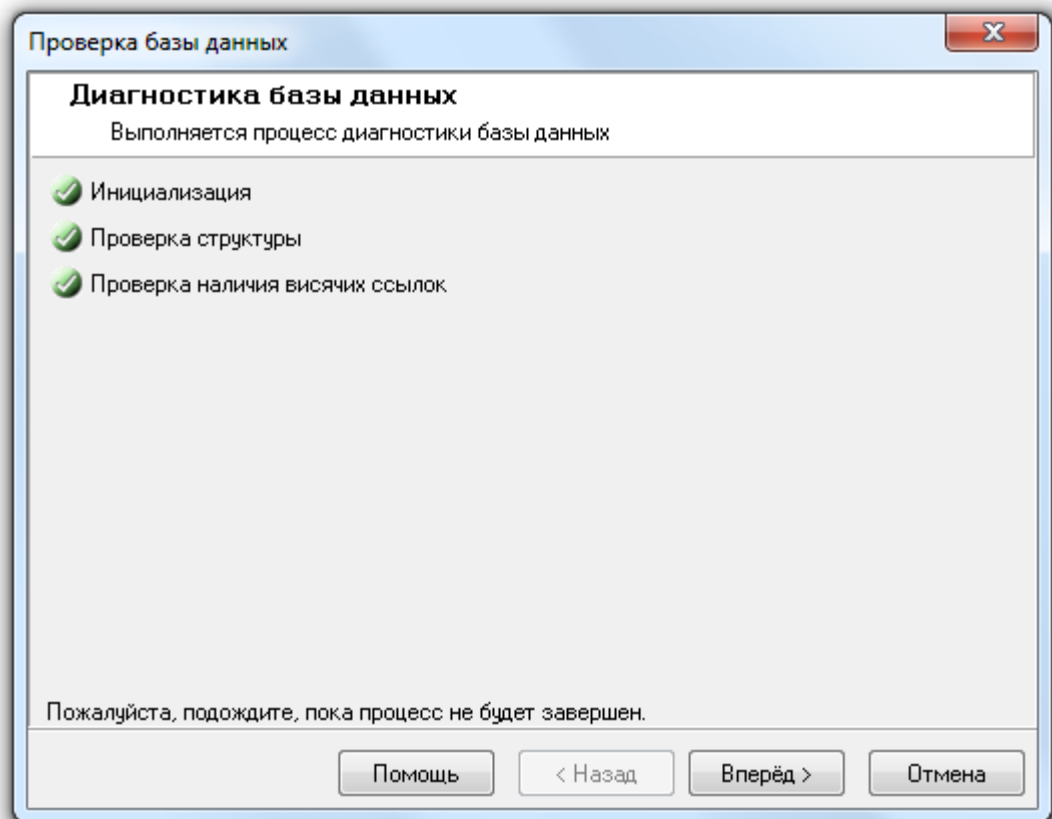 Проверка базы данных
Диагностика базы данных
Выполняется процесс диагностики базы данных
Инициализация
Проверка структуры
Проверка наличия висячих ссылок
Пожалуйста, подождите, пока процесс не будет завершен.
Помощь
< Назад
Вперёд >
Отмена